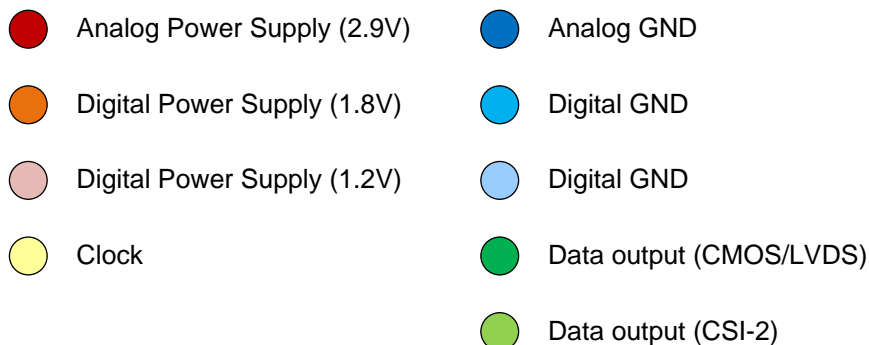 Analog Power Supply (2.9V)
Analog GND
Digital Power Supply (1.8V)
Digital GND
Digital Power Supply (1.2V)
Digital GND
Clock
Data output (CMOS/LVDS)
Data output (CSI-2)